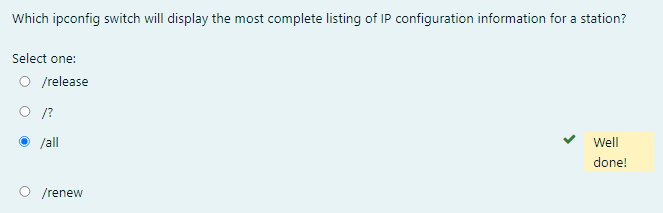 Which ipconfig switch will display the most complete listing of IP configuration information for a station?
Select one:
/release
/?
/all
Well
done!
/renew